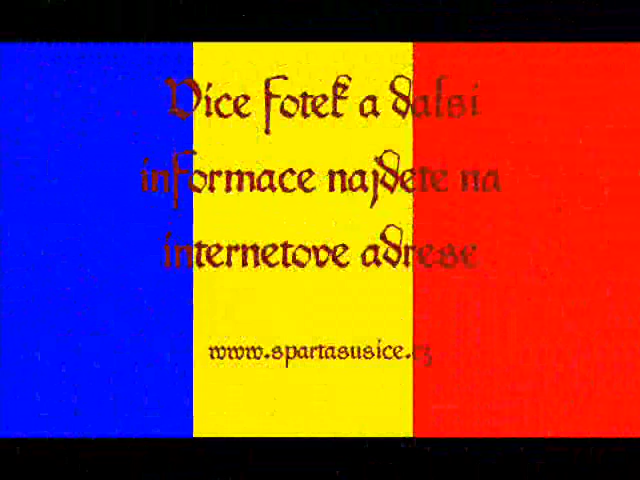 Vice fotek a dalsi
informace najdete na
internetove adrese
www.spartasusice.cz